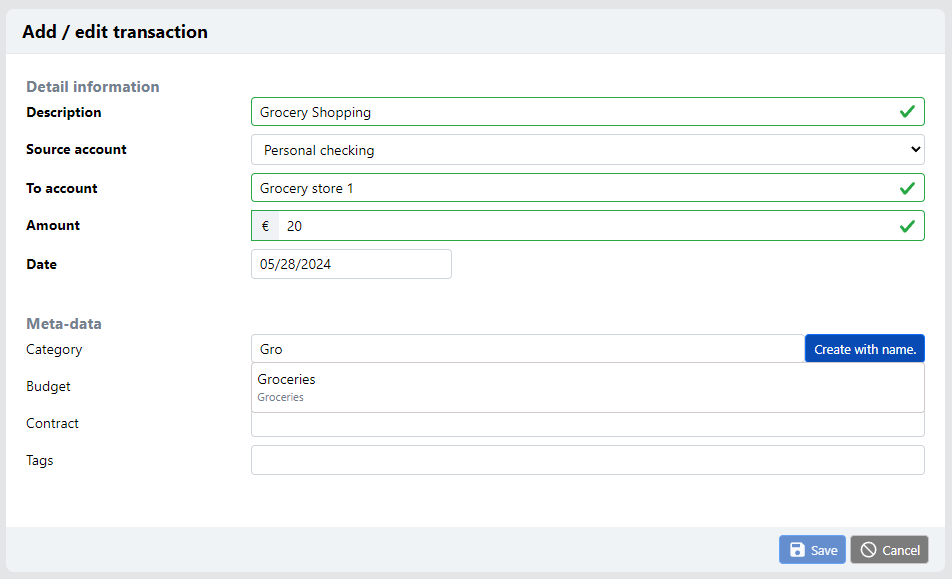 Add / edit transaction
Detail information
Description Grocery Shopping
Source account Personal checking
To account Grocery store 1
Amount € 20
Date 05/28/2024
Meta-data
Category Gro Create with name.
Groceries
Budget
Groceries
Contract
Tags
Save Cancel